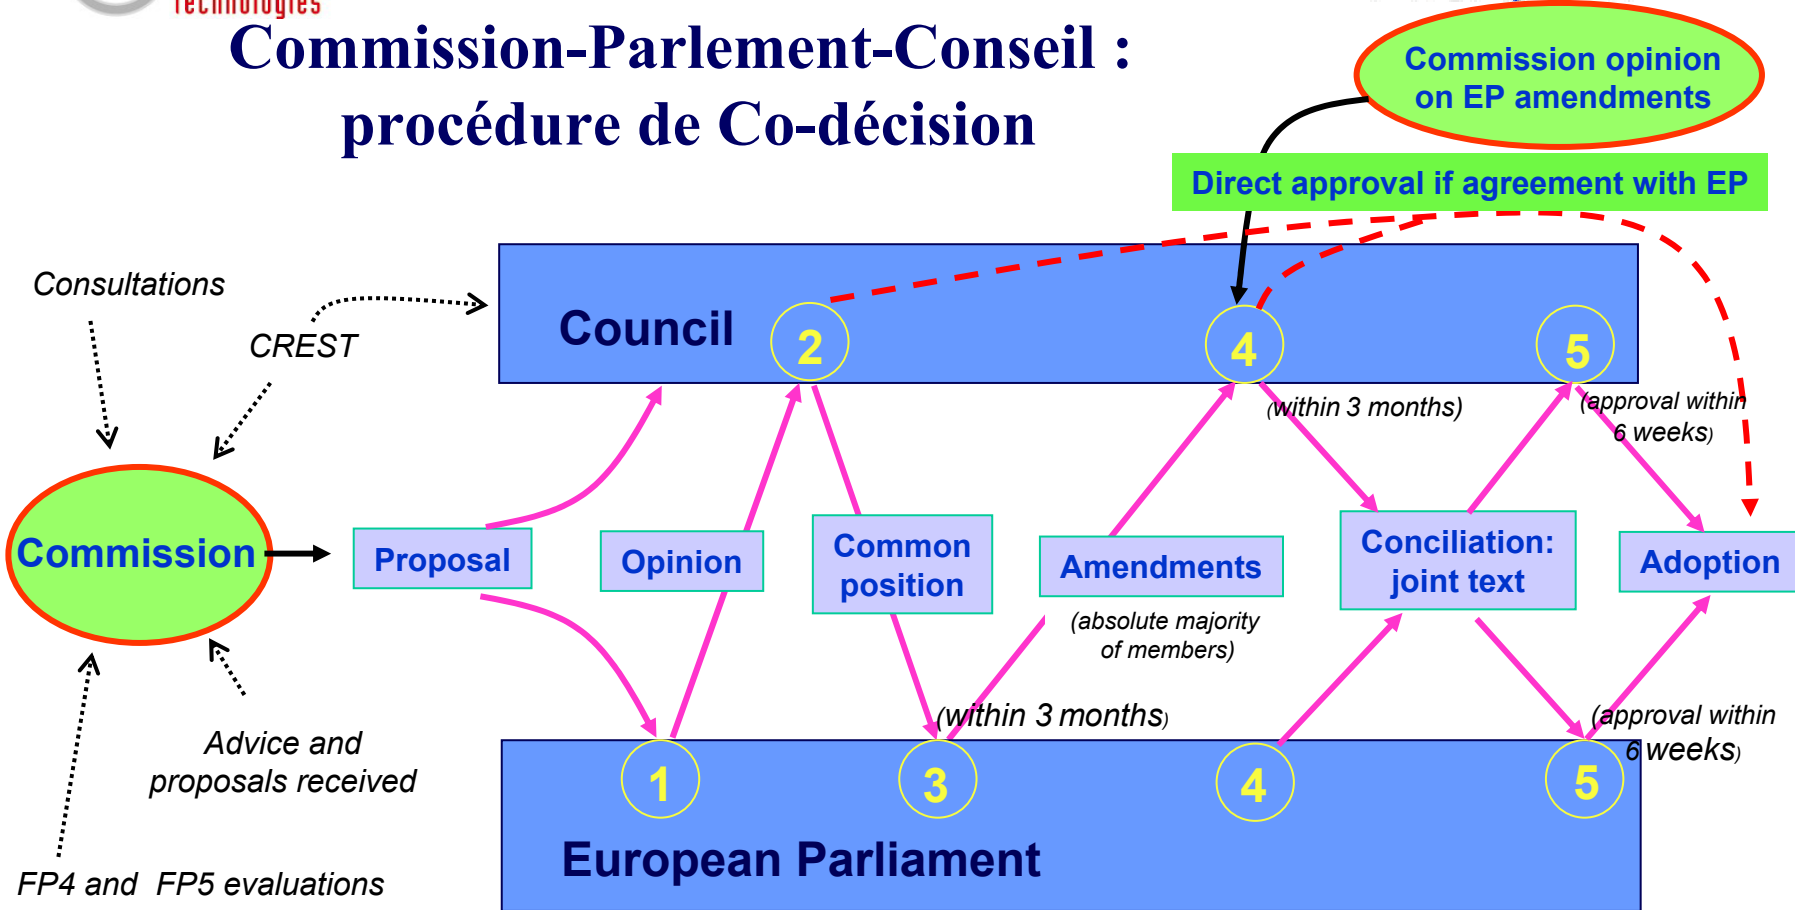 Technologies
Commission-Parlement-Conseil :
procédure de Co-décision
Commission opinion
on EP amendments
Direct approval if agreement with EP
Consultations
CREST
Council
2
4
5
(within 3 months)
(approval within
6 weeks)
Commission
Proposal
Opinion
Common
position
Amendments
(absolute majority
of members)
Conciliation:
joint text
Adoption
(within 3 months)
(approval within
6 weeks)
Advice and
proposals received
1
3
4
5
European Parliament
FP4 and FP5 evaluations